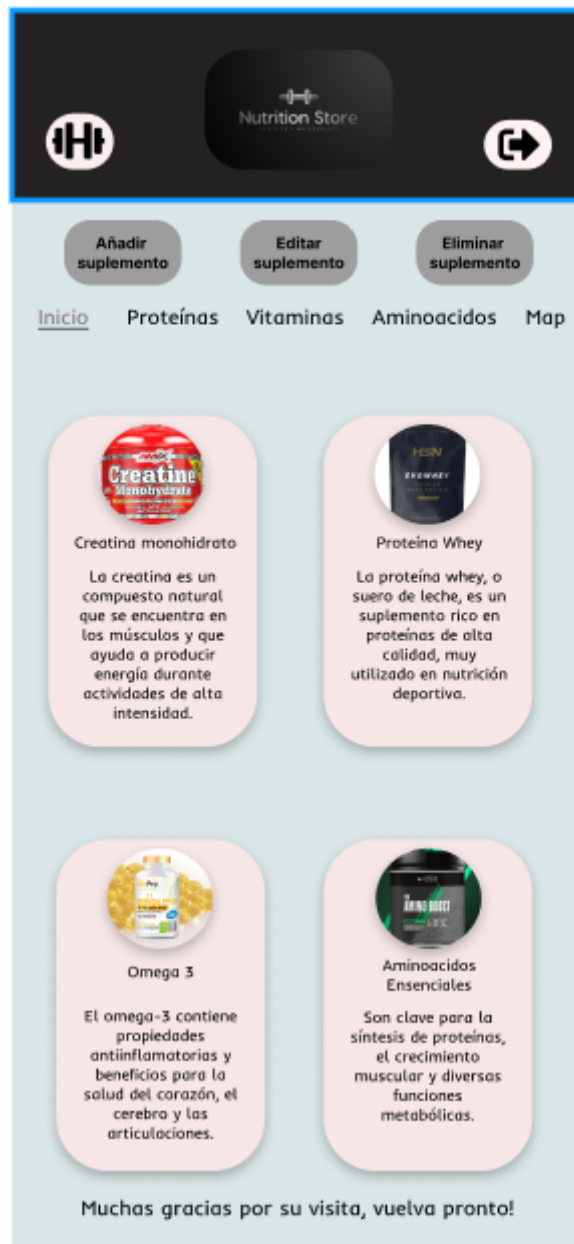 Nutrition Store
Añadir
suplemento
Editar
suplemento
Eliminar
suplemento
Inicio Proteínas Vitaminas Aminoacidos Map
Creatine
Monohydrate
Creatina monohidrato
La creatina es un
compuesto natural
que se encuentra en
los músculos y que
ayuda a producir
energía durante
actividades de alta
intensidad.
HSN
Proteína Whey
La proteína whey, o
suero de leche, es un
suplemento rico en
proteínas de alta
calidad, muy
utilizado en nutrición
deportiva.
Omega 3
El omega-3 contiene
propiedades
antiinflamatorias y
beneficios para la
salud del corazón, el
cerebro y las
articulaciones.
AMINO BOOST
Aminoacidos
Ensenciales
Son clave para la
síntesis de proteínas,
el crecimiento
muscular y diversas
funciones
metabólicas.
Muchas gracias por su visita, vuelva pronto!